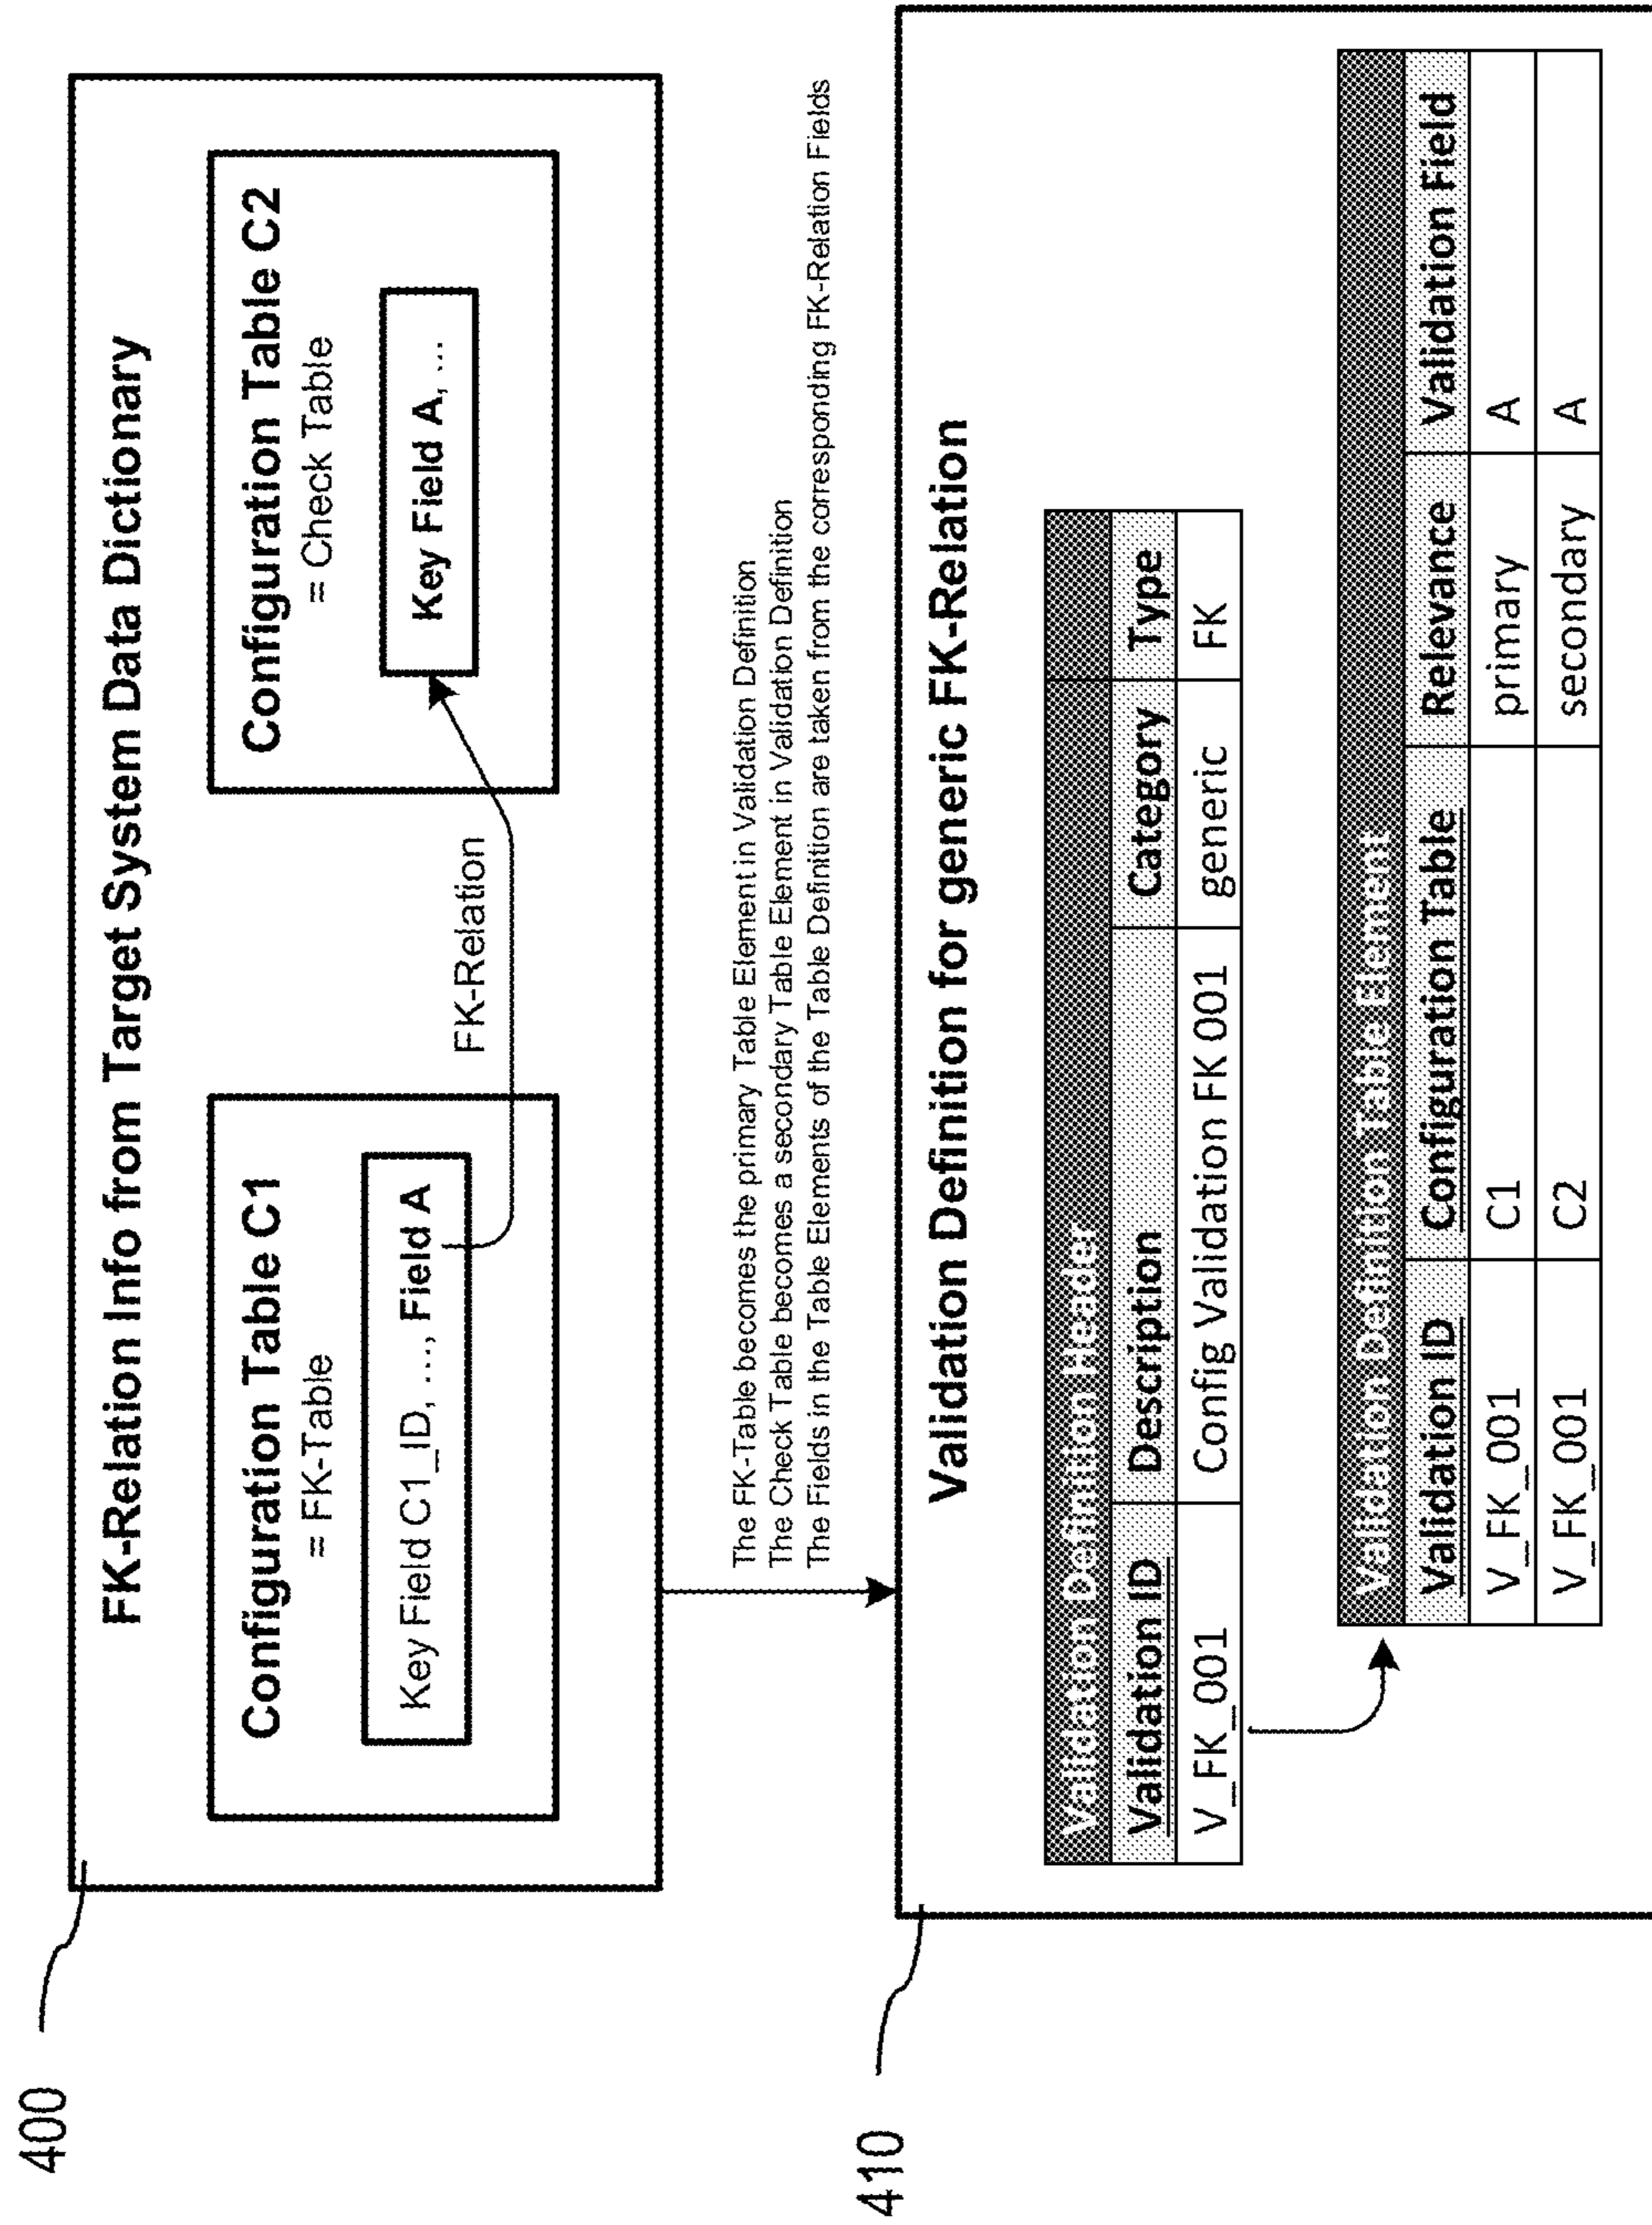 400
FK-Relation Info from Target System Data Dictionary
Configuration Table C1
= FK-Table
Key Field C1_ID, ..., Field A
FK-Relation
Configuration Table C2
= Check Table
Key Field A, ...
The FK-Table becomes the primary Table Element in Validation Definition
The Check Table becomes a secondary Table Element in Validation Definition
The Fields in the Table Elements of the Table Definition are taken from the corresponding FK-Relation Fields
410
Validation Definition for generic FK-Relation
Validation Definition Header
Validation ID Description Category Type
V_FK_001 Config Validation FK 001 generic FK
Validation Definition Table Element
Validation ID Configuration Table Relevance Validation Field
V_FK_001 C1 primary A
V_FK_001 C2 secondary A